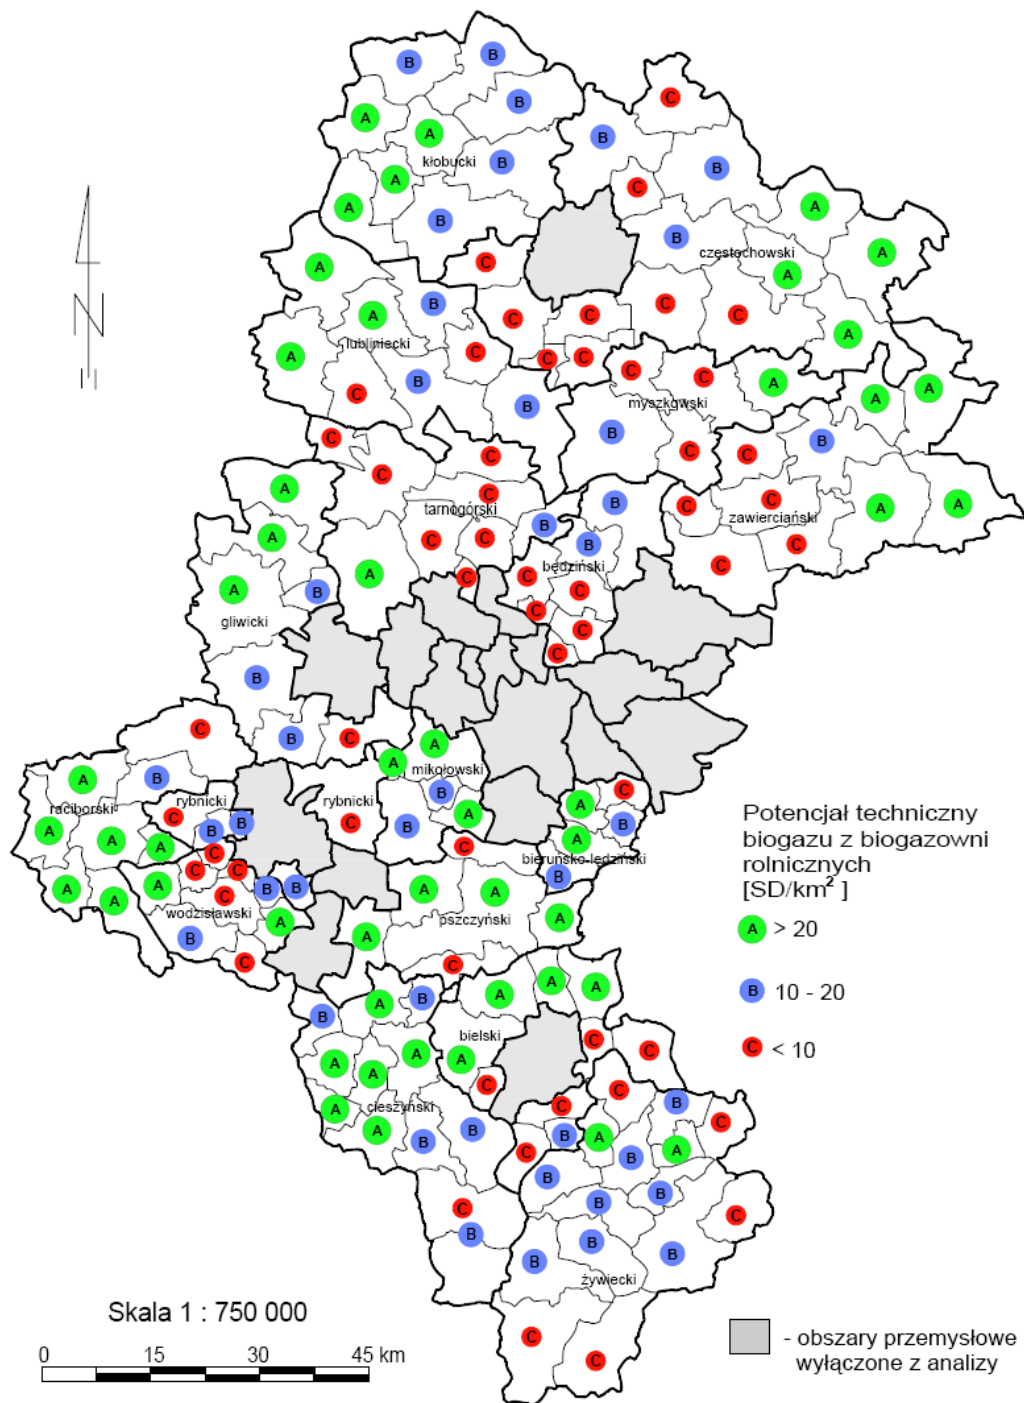 B
B
B
C
A
A
B
B
kłobucki
B
B
A
A
C
A
B
B
częstochowski
A
A
C
A
A
B
C
C
C
C
A
lubliniecki
A
C
C
C
A
B
C
B
C
myszkowski
C
A
A
A
B
C
B
C
C
B
C
C
A
C
C
tarnogórski
B
B
C
C
zawierciański
A
A
A
C
C
B
będziński
C
C
A
A
B
C
C
C
C
C
C
gliwicki
B
C
B
C
A
A
mikołowski
A
B
raciborski
rybnicki
rybnicki
B
A
C
B
B
C
B
A
A
C
B
A
A
A
C
C
bieruńsko-lędziński
C
C
C
B
B
B
A
A
A
C
wodzisławski
A
A
pszczyński
A
B
C
A
A
C
B
A
B
A
A
A
bielski
A
A
A
A
C
C
C
cieszyński
A
A
B
B
C
B
C
C
B
A
B
A
C
C
B
B
B
B
B
B
B
B
C
żywiecki
C
C
Potencjał techniczny
biogazu z biogazowni
rolnicznych
[SD/km² ]
A > 20
B 10 - 20
C < 10
N
Skala 1 : 750 000
0 15 30 45 km
- obszary przemysłowe
wyłączone z analizy